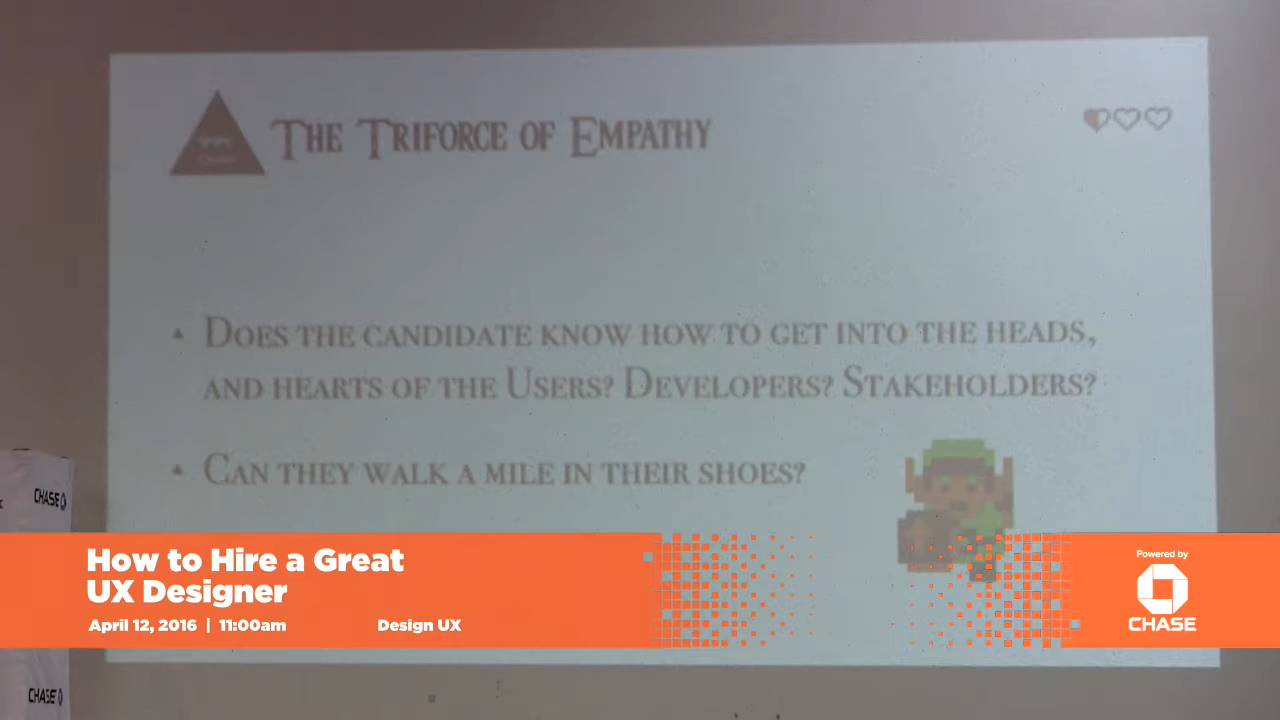 The Triforce of Empathy
Does the candidate know how to get into the heads,
and hearts of the Users? Developers? Stakeholders?
Can they walk a mile in their shoes?
CHASE
How to Hire a Great
UX Designer
April 12, 2016 | 11:00am
Design UX
Powered by
CHASE
CHASE